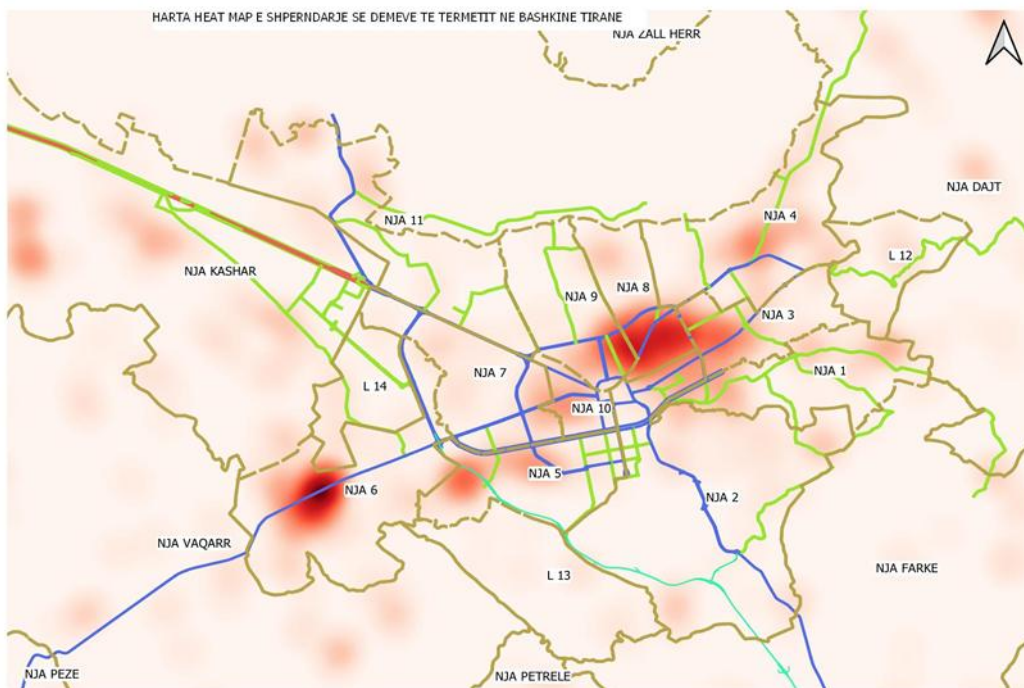 HARTA HEAT MAP E SHPERNDARJE SE DEMEVE TE TERMETIT NE BASHKINE TIRANE
NJA ZALL HERR
NJA DAJT
NJA 4
NJA 11
L 12
NJA KASHAR
NJA 8
NJA 9
NJA 3
NJA 7
NJA 1
L 14
NJA 10
NJA 5
NJA 6
NJA 2
NJA VAQARR
NJA FARKE
L 13
NJA PEZE
NJA PETRELE